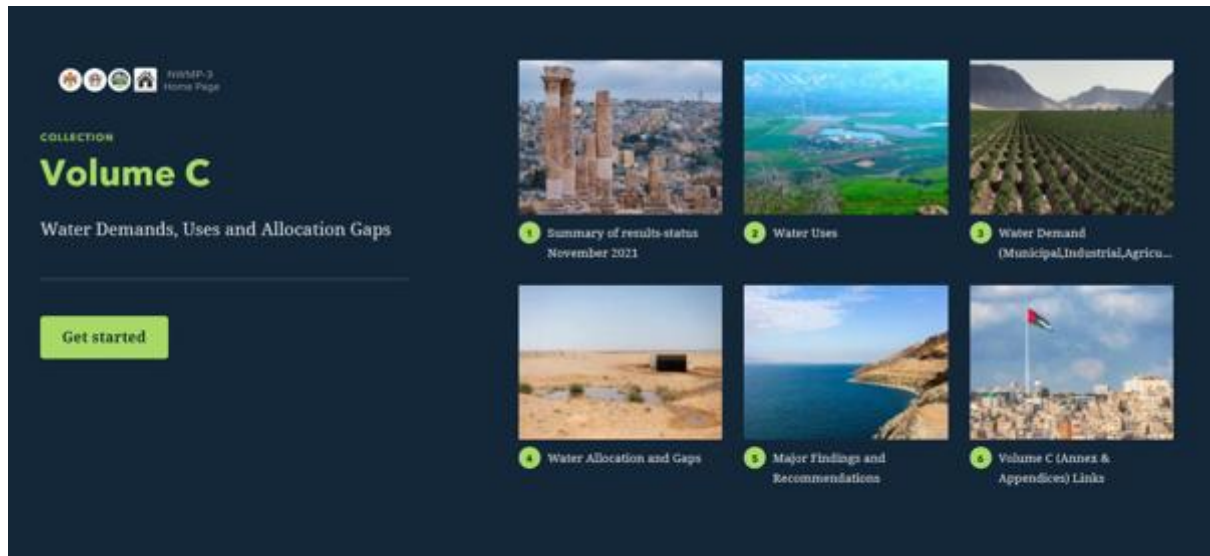 NWMP-3
Home Page
COLLECTION
Volume C
Water Demands, Uses and Allocation Gaps
Get started
1 Summary of results-status
November 2021
2 Water Uses
3 Water Demand
(Municipal,Industrial,Agricu...
4 Water Allocation and Gaps
5 Major Findings and
Recommendations
6 Volume C (Annex &
Appendices) Links